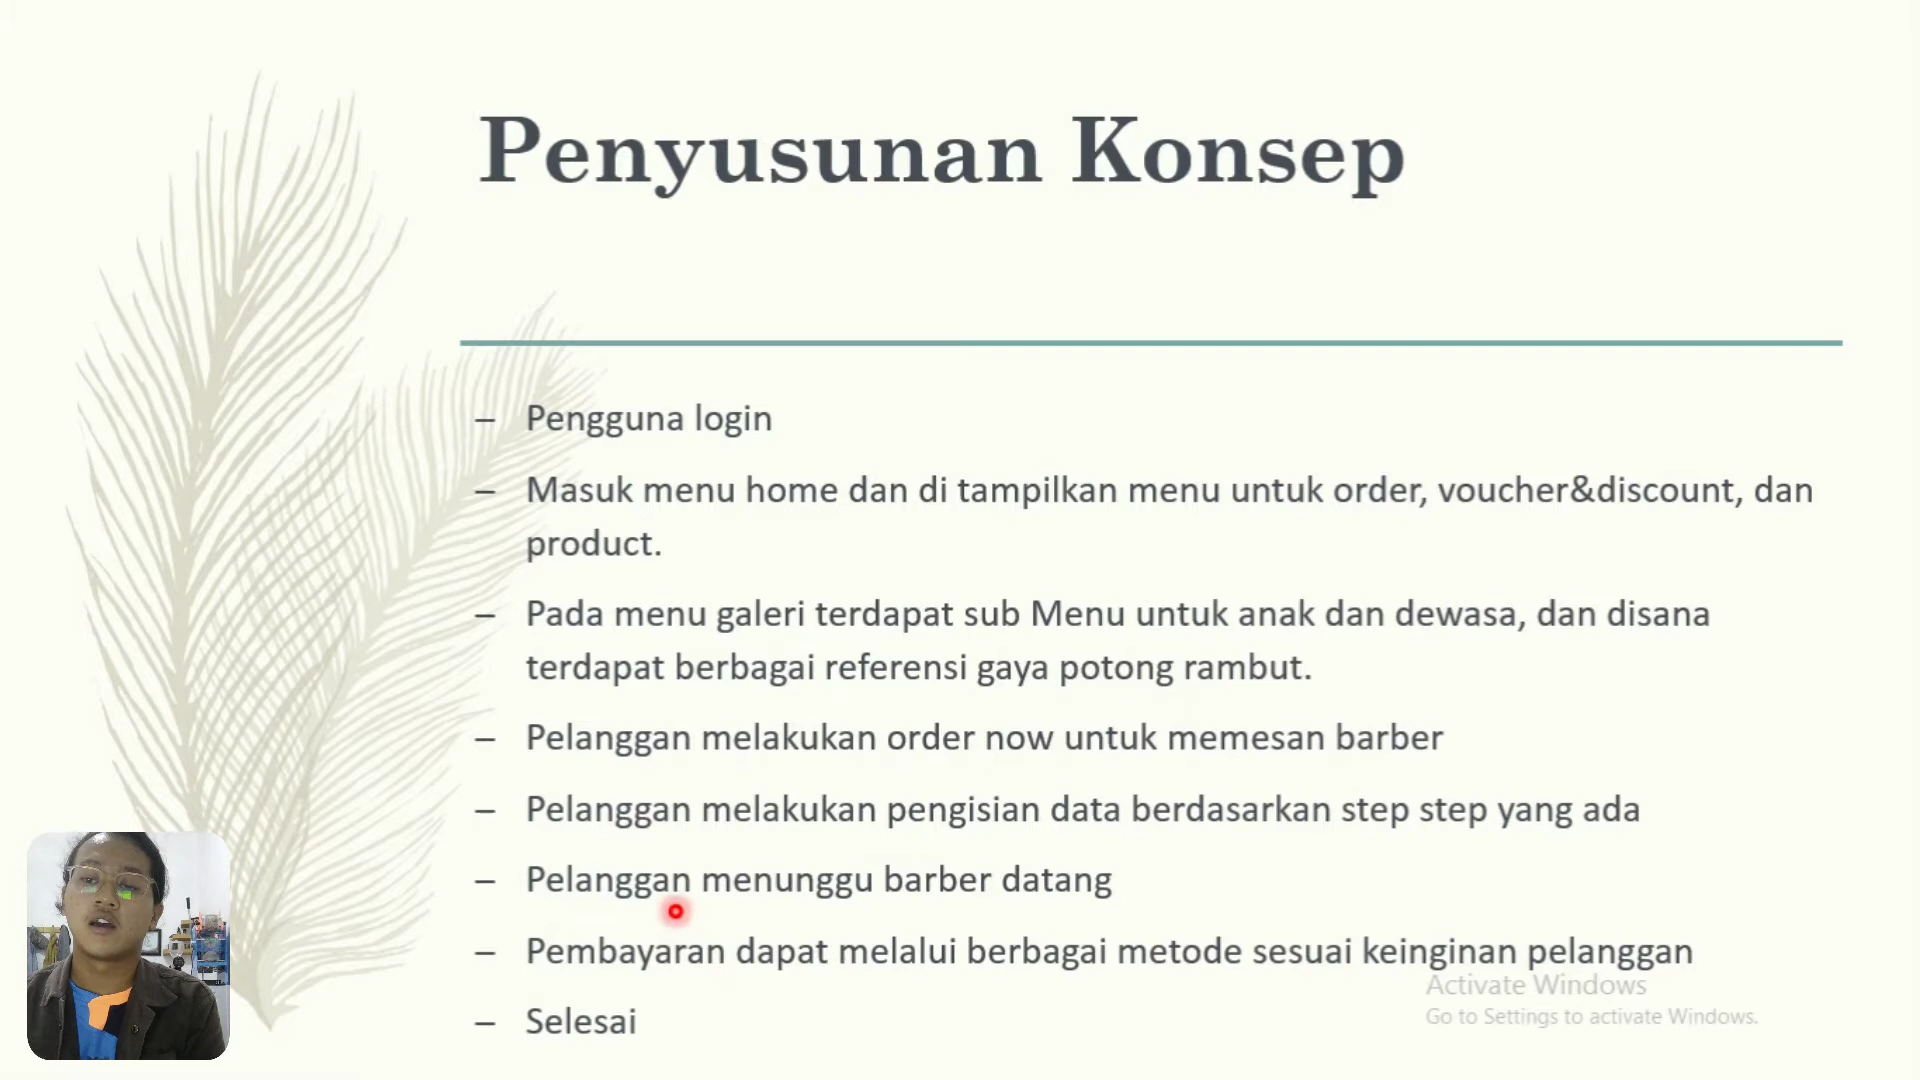 Penyusunan Konsep
– Pengguna login
– Masuk menu home dan di tampilkan menu untuk order, voucher&discount, dan
product.
– Pada menu galeri terdapat sub Menu untuk anak dan dewasa, dan disana
terdapat berbagai referensi gaya potong rambut.
– Pelanggan melakukan order now untuk memesan barber
– Pelanggan melakukan pengisian data berdasarkan step step yang ada
– Pelanggan menunggu barber datang
– Pembayaran dapat melalui berbagai metode sesuai keinginan pelanggan
– Selesai
Activate Windows
Go to Settings to activate Windows.